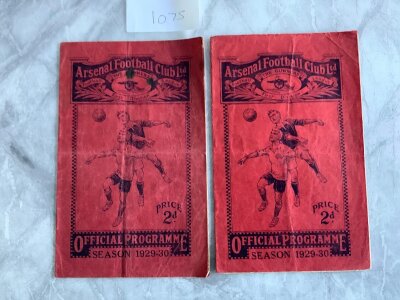 1075
Arsenal Football Club Ltd
PRICE
2d.
OFFICIAL PROGRAMME
SEASON 1929-30
Arsenal Football Club Ltd
PRICE
2d.
OFFICIAL PROGRAMME
SEASON 1929-30